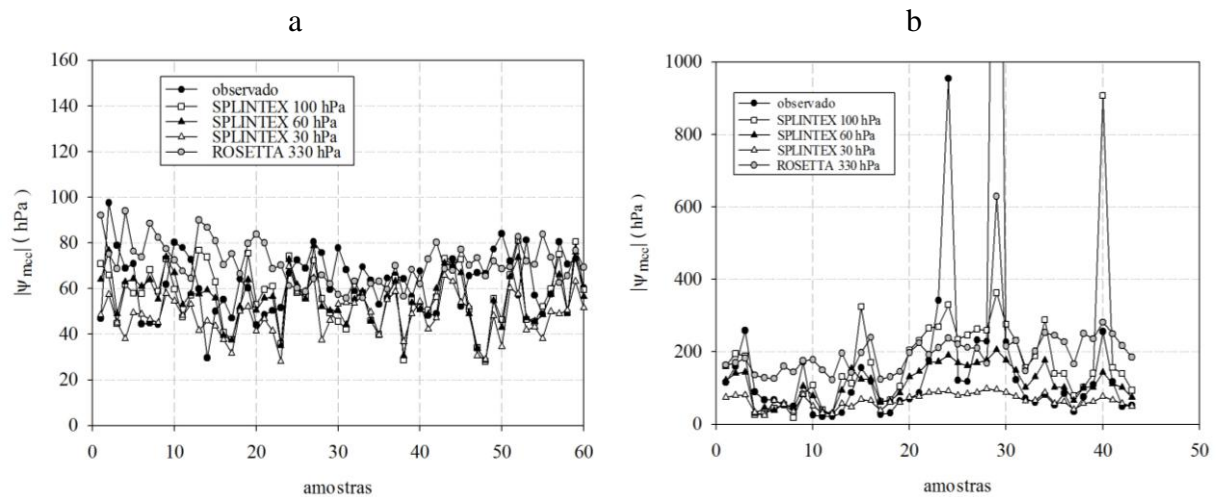 a
b
160
140
120
100
80
60
40
20
0
|Ψmcc| ( hPa )
observado
SPLINTEX 100 hPa
SPLINTEX 60 hPa
SPLINTEX 30 hPa
ROSETTA 330 hPa
0 10 20 30 40 50 60
amostras
1000
800
600
400
200
0
|Ψmcc| ( hPa )
observado
SPLINTEX 100 hPa
SPLINTEX 60 hPa
SPLINTEX 30 hPa
ROSETTA 330 hPa
0 10 20 30 40
amostras